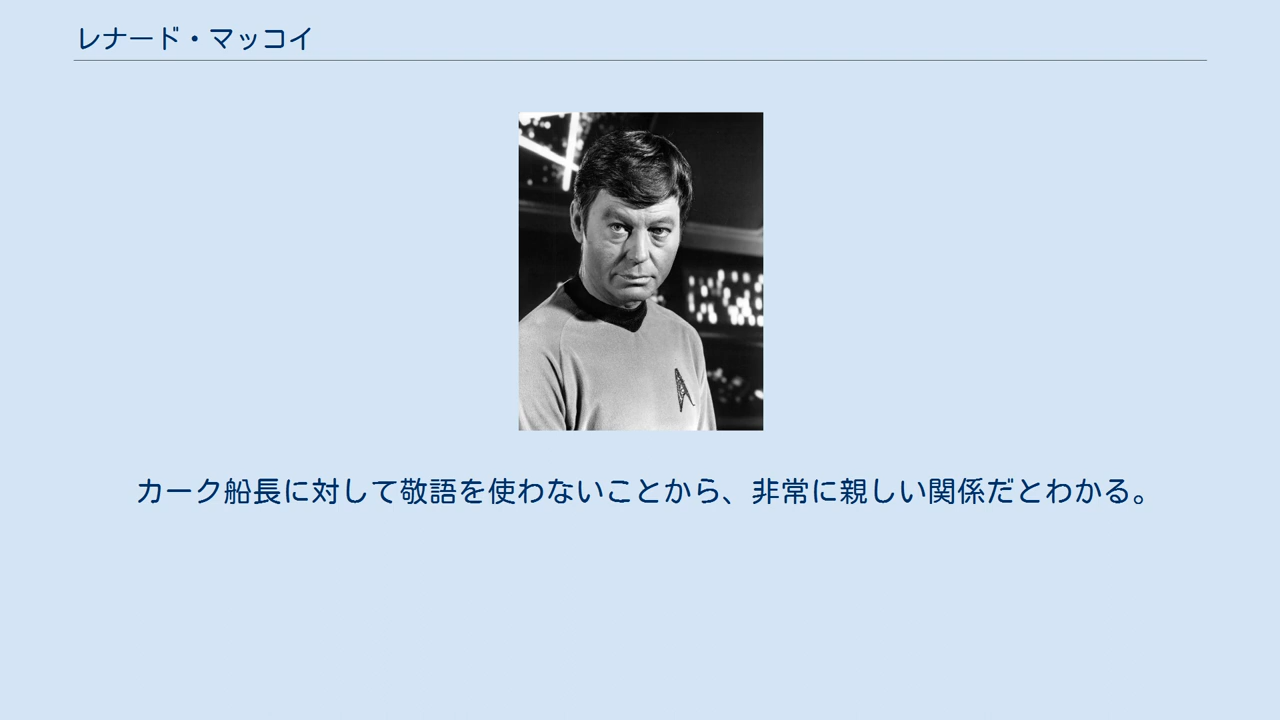 レナード・マッコイ
カーク船長に対して敬語を使わないことから、非常に親しい関係だとわかる。